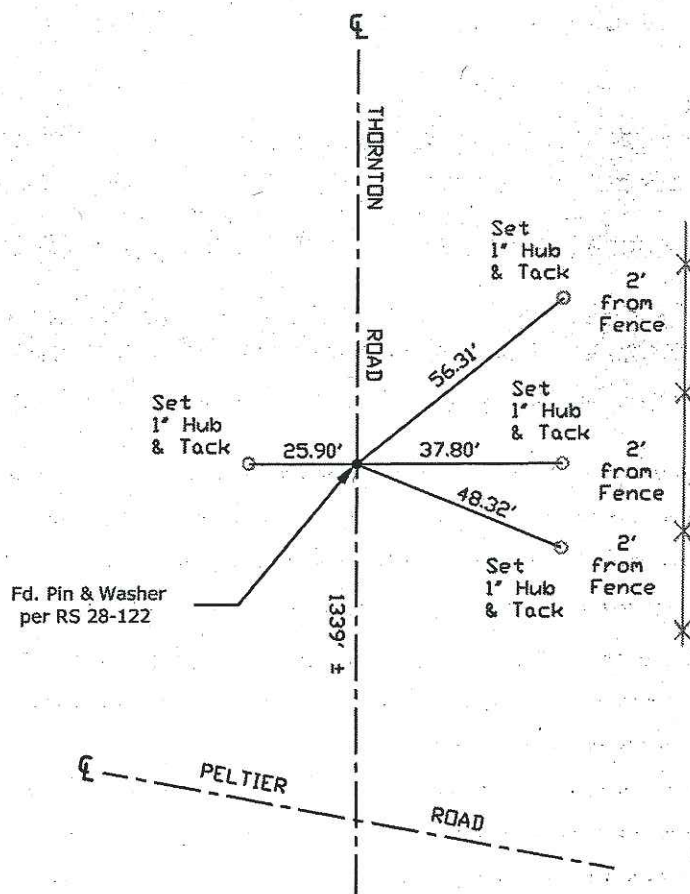 ℄
THORNTON ROAD
Set
1" Hub
& Tack
2'
from
Fence
56.31'
Set
1" Hub
& Tack
25.90'
Set
1" Hub
& Tack
37.80'
2'
from
Fence
48.32'
Set
1" Hub
& Tack
2'
from
Fence
Fd. Pin & Washer
per RS 28-122
1339' ±
℄ PELTIER ROAD